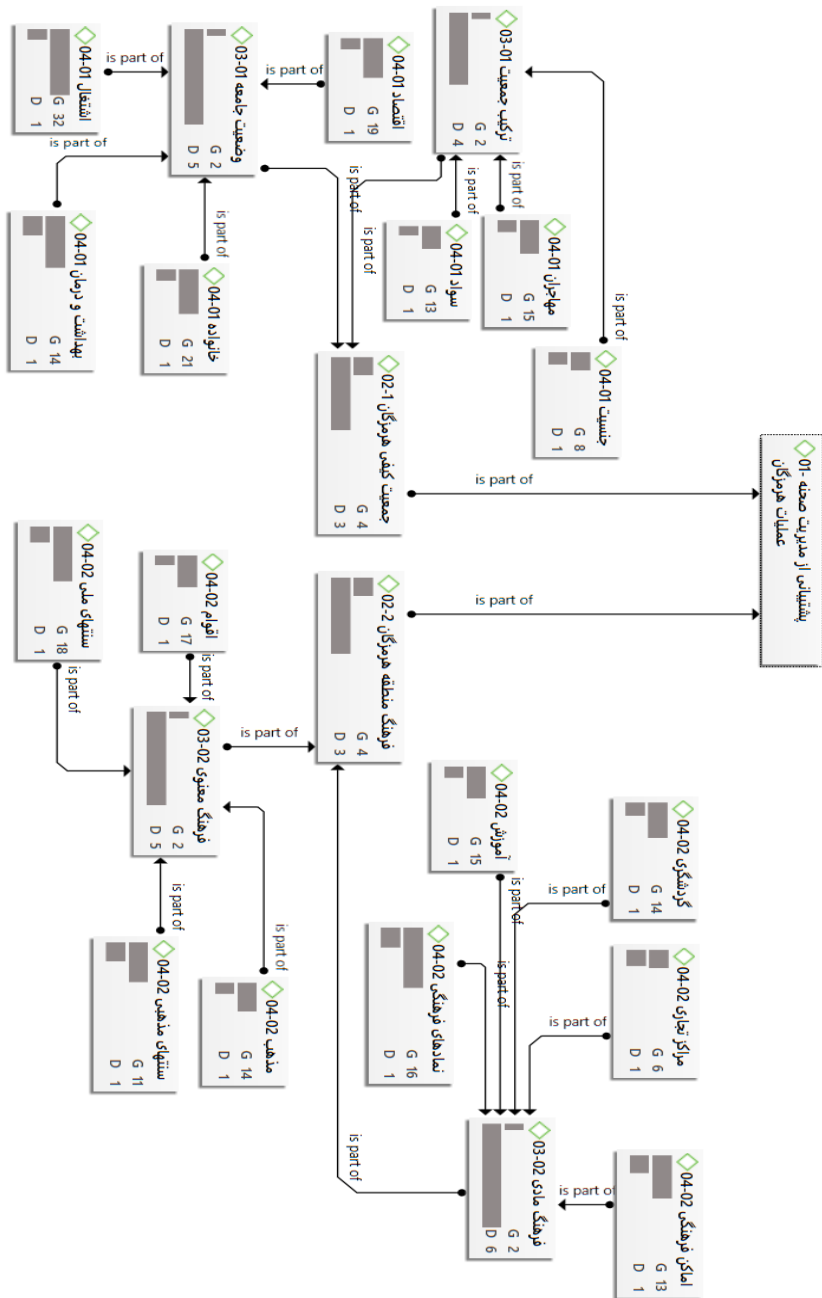 01- پشتیبانی از مدیریت صحنه
عملیات هرمزگان
is part of
is part of
02-1 جمعیت کیفی هرمزگان
G 4
D 3
02-2 فرهنگ منطقه هرمزگان
G 4
D 3
03-01 ترکیب جمعیت
G 2
D 4
is part of
03-01 وضعیت جامعه
G 2
D 5
is part of
04-01 جنسیت
G 8
D 1
is part of
04-01 مهاجران
G 15
D 1
is part of
04-01 سواد
G 13
D 1
is part of
04-01 اقتصاد
G 19
D 1
is part of
04-01 اشتغال
G 32
D 1
is part of
04-01 خانواده
G 21
D 1
is part of
04-01 بهداشت و درمان
G 14
D 1
is part of
03-02 فرهنگ معنوی
G 2
D 5
is part of
04-02 اقوام
G 17
D 1
is part of
04-02 سنتهای ملی
G 18
D 1
is part of
04-02 مذهب
G 14
D 1
is part of
04-02 سنتهای مذهبی
G 11
D 1
is part of
03-02 فرهنگ مادی
G 2
D 6
is part of
04-02 گردشگری
G 14
D 1
is part of
04-02 آموزش
G 15
D 1
is part of
04-02 مراکز تجاری
G 6
D 1
is part of
04-02 نمادهای فرهنگی
G 16
D 1
is part of
04-02 اماکن فرهنگی
G 13
D 1
is part of